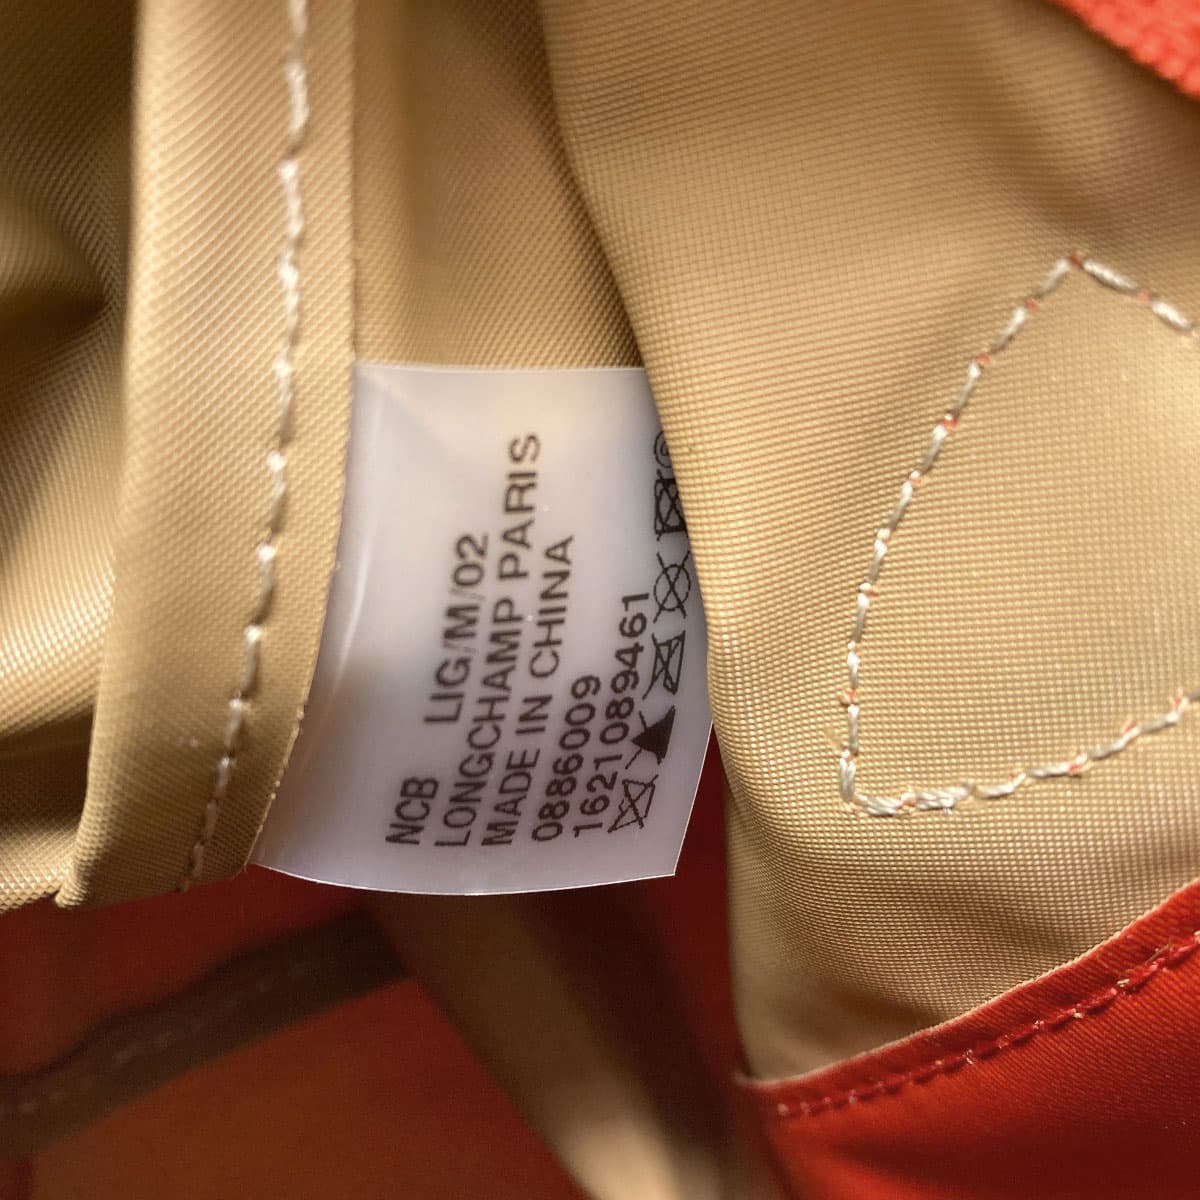 NCB LIG/M/02
LONGCHAMP PARIS
MADE IN CHINA
0886009
1621089461